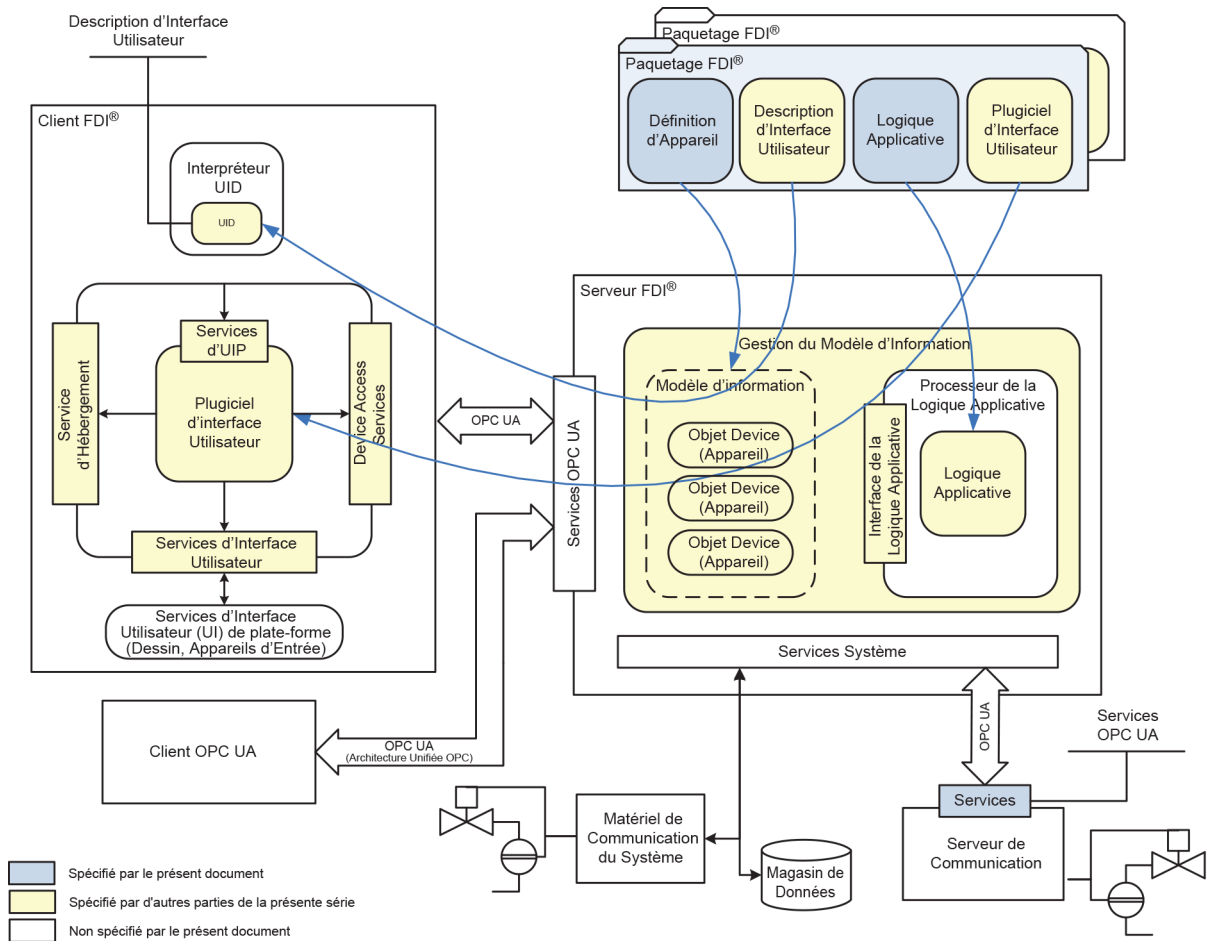 Description d'Interface
Utilisateur
Paquetage FDI®
Paquetage FDI®
Définition
d'Appareil
Description
d'Interface
Utilisateur
Logique
Applicative
Plugiciel
d'Interface
Utilisateur
Client FDI®
Interpréteur
UID
UID
Services
d'UIP
Service
d'Hébergement
Plugiciel
d'interface
Utilisateur
Device Access
Services
Services d'Interface
Utilisateur
Services d'Interface
Utilisateur (UI) de plate-forme
(Dessin, Appareils d'Entrée)
OPC UA
Serveur FDI®
Services OPC UA
Gestion du Modèle d'Information
Modèle d'information
Objet Device
(Appareil)
Objet Device
(Appareil)
Objet Device
(Appareil)
Processeur de la
Logique Applicative
Interface de la
Logique Applicative
Logique
Applicative
Services Système
Client OPC UA
OPC UA
(Architecture Unifiée OPC)
OPC UA
Services
OPC UA
Services
Serveur de
Communication
Matériel de
Communication
du Système
Magasin de
Données
Spécifié par le présent document
Spécifié par d'autres parties de la présente série
Non spécifié par le présent document